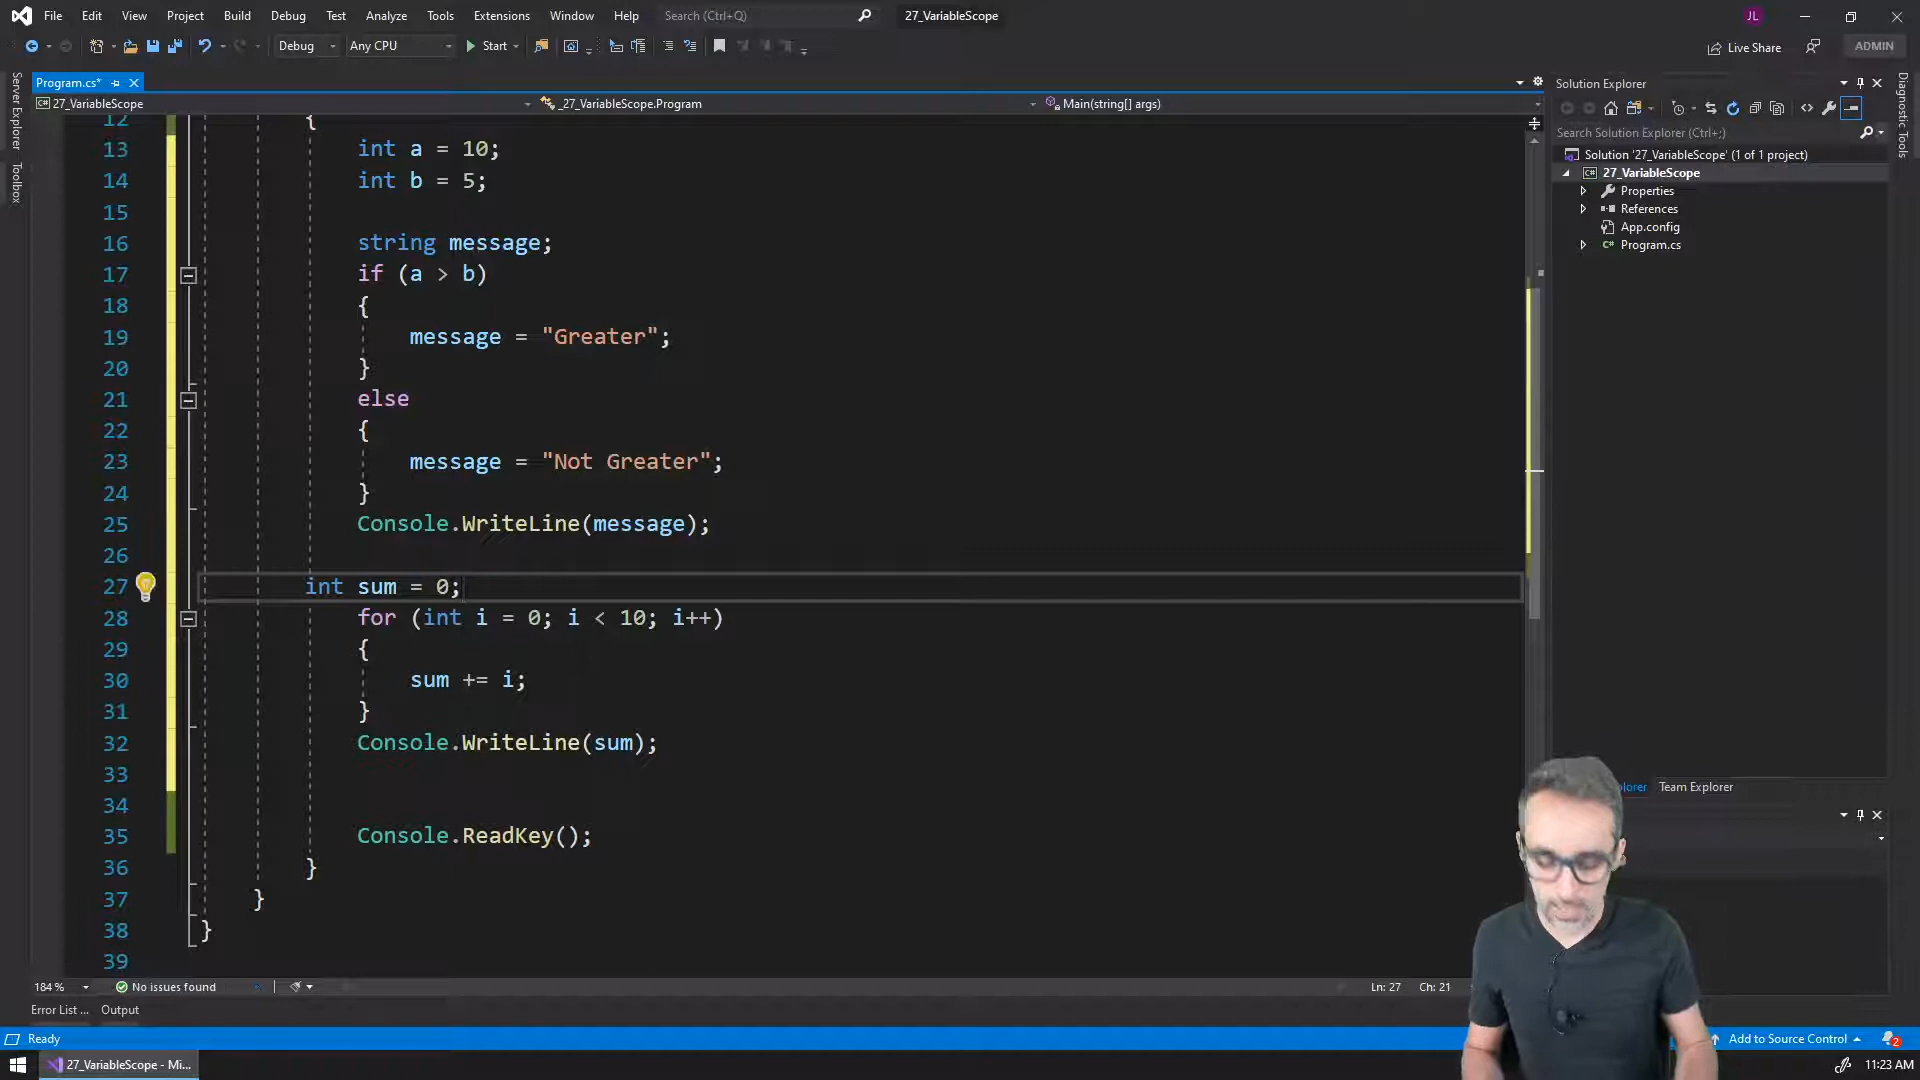 File Edit View Project Build Debug Test Analyze Tools Extensions Window Help Search (Ctrl+Q) 27_VariableScope JL
Debug Any CPU Start Live Share ADMIN
Program.cs*
27_VariableScope _27_VariableScope.Program Main(string[] args)
Server Explorer
Toolbox
12 {
13 int a = 10;
14 int b = 5;
15
16 string message;
17 if (a > b)
18 {
19 message = "Greater";
20 }
21 else
22 {
23 message = "Not Greater";
24 }
25 Console.WriteLine(message);
26
27 int sum = 0;
28 for (int i = 0; i < 10; i++)
29 {
30 sum += i;
31 }
32 Console.WriteLine(sum);
33
34
35 Console.ReadKey();
36 }
37 }
38 }
39
Solution Explorer
Search Solution Explorer (Ctrl+;)
Solution '27_VariableScope' (1 of 1 project)
27_VariableScope
Properties
References
App.config
Program.cs
Diagnostic Tools
Team Explorer
184 % No issues found Ln: 27 Ch: 21
Error List ... Output
Ready Add to Source Control 2
27_VariableScope - Mi... 11:23 AM